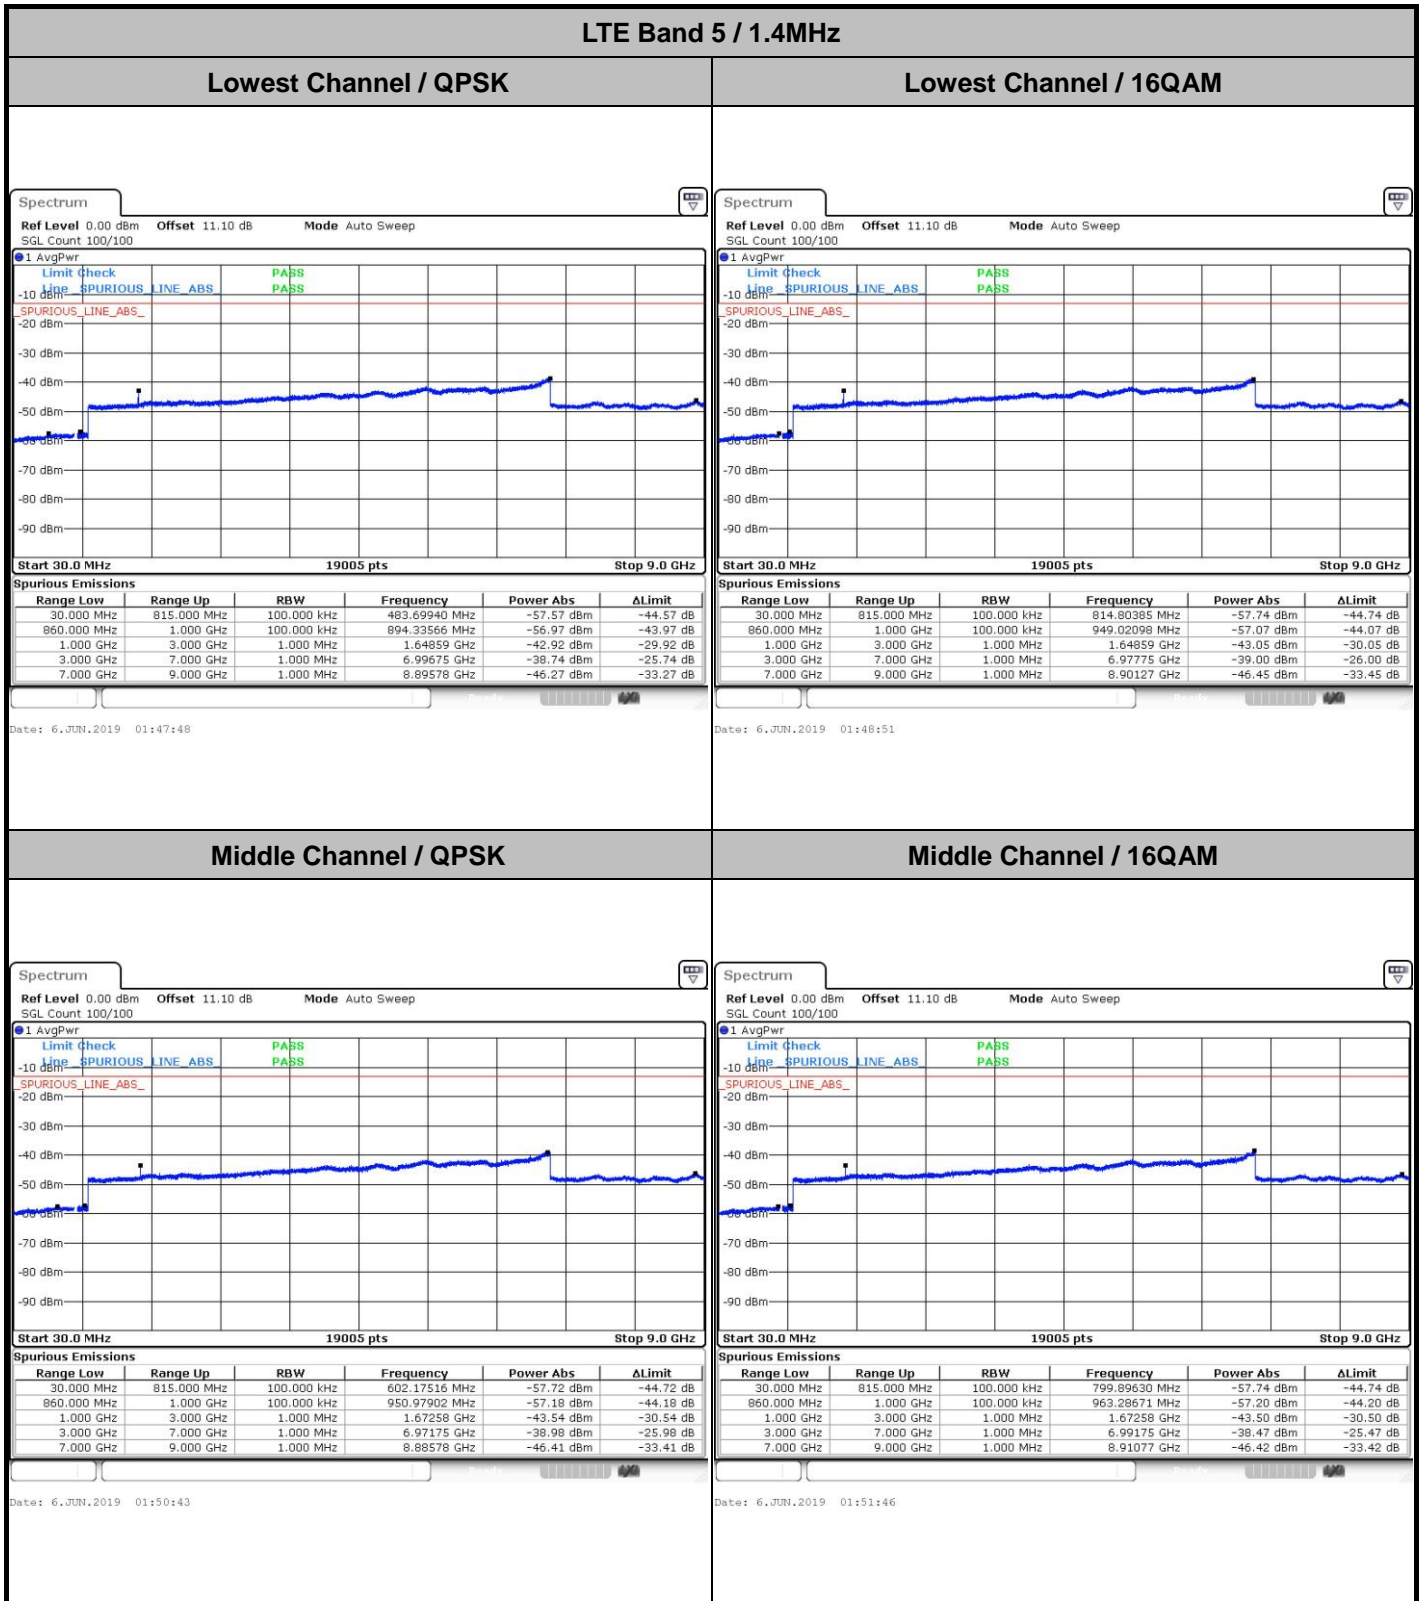 LTE Band 5 / 1.4MHz
Lowest Channel / QPSK
Lowest Channel / 16QAM
Spectrum
Ref Level 0.00 dBm Offset 11.10 dB Mode Auto Sweep
SGL Count 100/100
1 AvgPwr
Limit Check PASS
Line _SPURIOUS_LINE_ABS_ PASS
-10 dBm
_SPURIOUS_LINE_ABS_
-20 dBm
-30 dBm
-40 dBm
-50 dBm
-60 dBm
-70 dBm
-80 dBm
-90 dBm
Start 30.0 MHz 19005 pts Stop 9.0 GHz
Spurious Emissions
Range Low Range Up RBW Frequency Power Abs ΔLimit
30.000 MHz 815.000 MHz 100.000 kHz 483.69940 MHz -57.57 dBm -44.57 dB
860.000 MHz 1.000 GHz 100.000 kHz 894.33566 MHz -56.97 dBm -43.97 dB
1.000 GHz 3.000 GHz 1.000 MHz 1.64859 GHz -42.92 dBm -29.92 dB
3.000 GHz 7.000 GHz 1.000 MHz 6.99675 GHz -38.74 dBm -25.74 dB
7.000 GHz 9.000 GHz 1.000 MHz 8.89578 GHz -46.27 dBm -33.27 dB
Date: 6.JUN.2019 01:47:48
Spectrum
Ref Level 0.00 dBm Offset 11.10 dB Mode Auto Sweep
SGL Count 100/100
1 AvgPwr
Limit Check PASS
Line _SPURIOUS_LINE_ABS_ PASS
-10 dBm
_SPURIOUS_LINE_ABS_
-20 dBm
-30 dBm
-40 dBm
-50 dBm
-60 dBm
-70 dBm
-80 dBm
-90 dBm
Start 30.0 MHz 19005 pts Stop 9.0 GHz
Spurious Emissions
Range Low Range Up RBW Frequency Power Abs ΔLimit
30.000 MHz 815.000 MHz 100.000 kHz 814.80385 MHz -57.74 dBm -44.74 dB
860.000 MHz 1.000 GHz 100.000 kHz 949.02098 MHz -57.07 dBm -44.07 dB
1.000 GHz 3.000 GHz 1.000 MHz 1.64859 GHz -43.05 dBm -30.05 dB
3.000 GHz 7.000 GHz 1.000 MHz 6.97775 GHz -39.00 dBm -26.00 dB
7.000 GHz 9.000 GHz 1.000 MHz 8.90127 GHz -46.45 dBm -33.45 dB
Date: 6.JUN.2019 01:48:51
Middle Channel / QPSK
Middle Channel / 16QAM
Spectrum
Ref Level 0.00 dBm Offset 11.10 dB Mode Auto Sweep
SGL Count 100/100
1 AvgPwr
Limit Check PASS
Line _SPURIOUS_LINE_ABS_ PASS
-10 dBm
_SPURIOUS_LINE_ABS_
-20 dBm
-30 dBm
-40 dBm
-50 dBm
-60 dBm
-70 dBm
-80 dBm
-90 dBm
Start 30.0 MHz 19005 pts Stop 9.0 GHz
Spurious Emissions
Range Low Range Up RBW Frequency Power Abs ΔLimit
30.000 MHz 815.000 MHz 100.000 kHz 602.17516 MHz -57.72 dBm -44.72 dB
860.000 MHz 1.000 GHz 100.000 kHz 950.97902 MHz -57.18 dBm -44.18 dB
1.000 GHz 3.000 GHz 1.000 MHz 1.67258 GHz -43.54 dBm -30.54 dB
3.000 GHz 7.000 GHz 1.000 MHz 6.97175 GHz -38.98 dBm -25.98 dB
7.000 GHz 9.000 GHz 1.000 MHz 8.88578 GHz -46.41 dBm -33.41 dB
Date: 6.JUN.2019 01:50:43
Spectrum
Ref Level 0.00 dBm Offset 11.10 dB Mode Auto Sweep
SGL Count 100/100
1 AvgPwr
Limit Check PASS
Line _SPURIOUS_LINE_ABS_ PASS
-10 dBm
_SPURIOUS_LINE_ABS_
-20 dBm
-30 dBm
-40 dBm
-50 dBm
-60 dBm
-70 dBm
-80 dBm
-90 dBm
Start 30.0 MHz 19005 pts Stop 9.0 GHz
Spurious Emissions
Range Low Range Up RBW Frequency Power Abs ΔLimit
30.000 MHz 815.000 MHz 100.000 kHz 799.89630 MHz -57.74 dBm -44.74 dB
860.000 MHz 1.000 GHz 100.000 kHz 963.28671 MHz -57.20 dBm -44.20 dB
1.000 GHz 3.000 GHz 1.000 MHz 1.67258 GHz -43.50 dBm -30.50 dB
3.000 GHz 7.000 GHz 1.000 MHz 6.99175 GHz -38.47 dBm -25.47 dB
7.000 GHz 9.000 GHz 1.000 MHz 8.91077 GHz -46.42 dBm -33.42 dB
Date: 6.JUN.2019 01:51:46